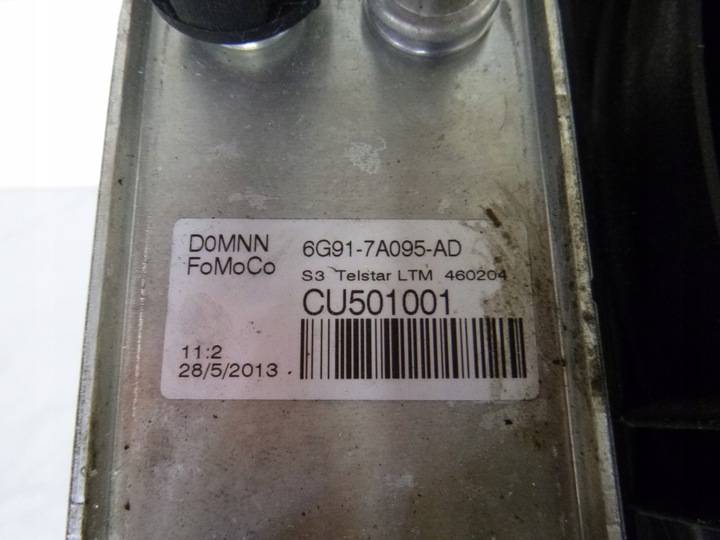 D0MNN 6G91-7A095-AD
FoMoCo S3 Telstar LTM 460204
CU501001
11:2
28/5/2013